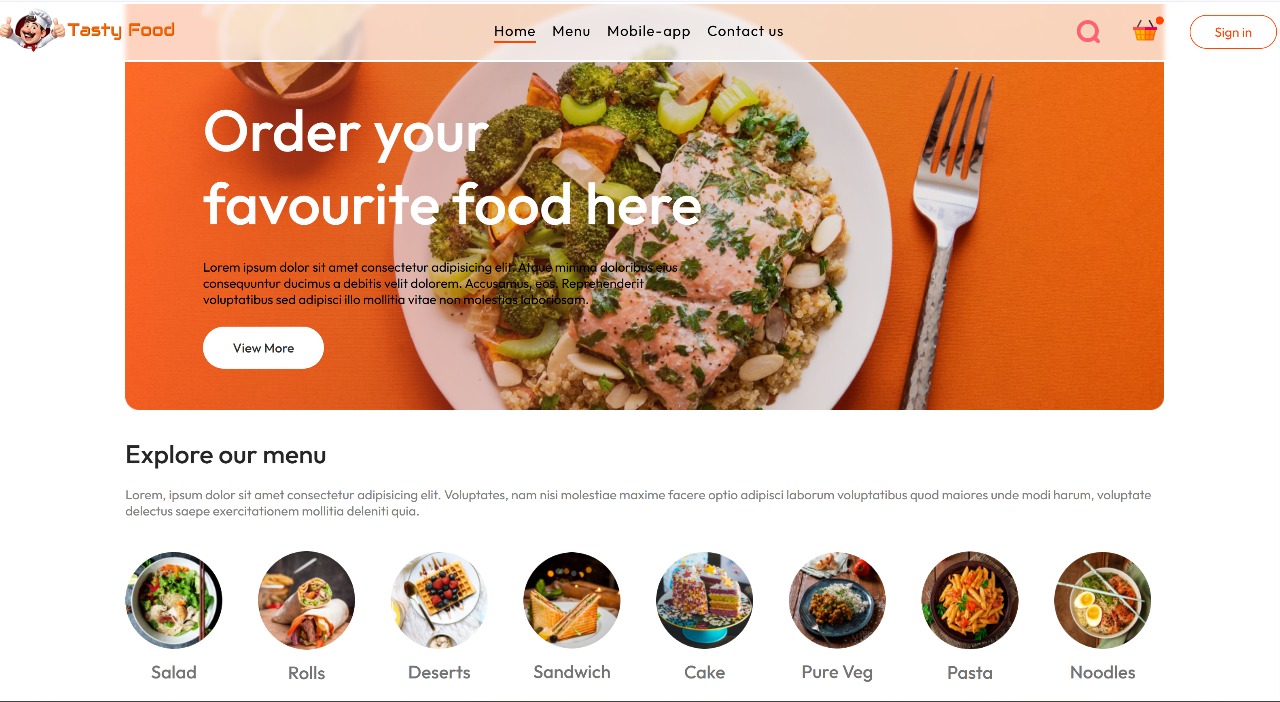 Tasty Food
Home Menu Mobile-app Contact us
Sign in
Order your
favourite food here
Lorem ipsum dolor sit amet consectetur adipisicing elit. Atque minima doloribus eius
consequuntur ducimus a debitis velit dolorem. Accusamus, eos. Reprehenderit
voluptatibus sed adipisci illo mollitia vitae non molestias laboriosam.
View More
Explore our menu
Lorem, ipsum dolor sit amet consectetur adipisicing elit. Voluptates, nam nisi molestiae maxime facere optio adipisci laborum voluptatibus quod maiores unde modi harum, voluptate
delectus saepe exercitationem mollitia deleniti quia.
Salad Rolls Deserts Sandwich Cake Pure Veg Pasta Noodles